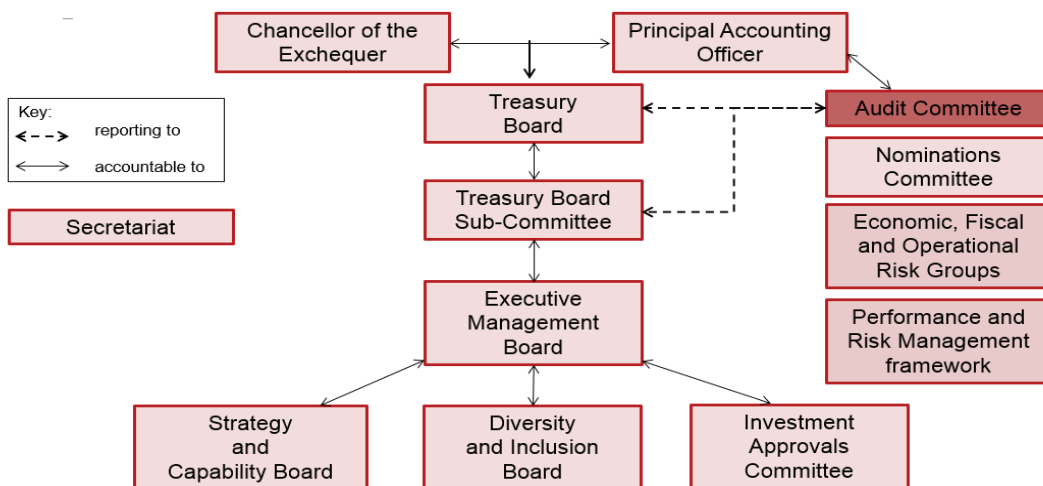 Chancellor of the
Exchequer
Principal Accounting
Officer
Key:
reporting to
accountable to
Treasury
Board
Audit Committee
Nominations
Committee
Secretariat
Treasury Board
Sub-Committee
Economic, Fiscal
and Operational
Risk Groups
Executive
Management
Board
Performance and
Risk Management
framework
Strategy
and
Capability Board
Diversity
and Inclusion
Board
Investment
Approvals
Committee